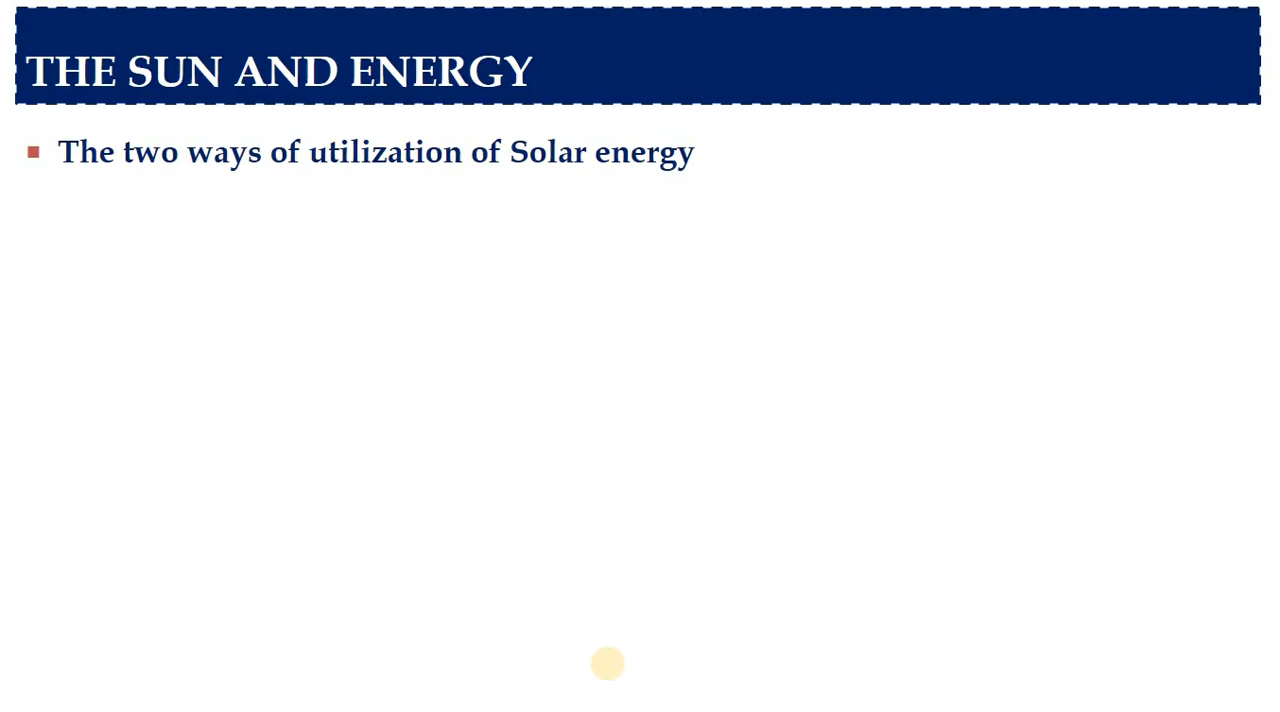 THE SUN AND ENERGY
The two ways of utilization of Solar energy